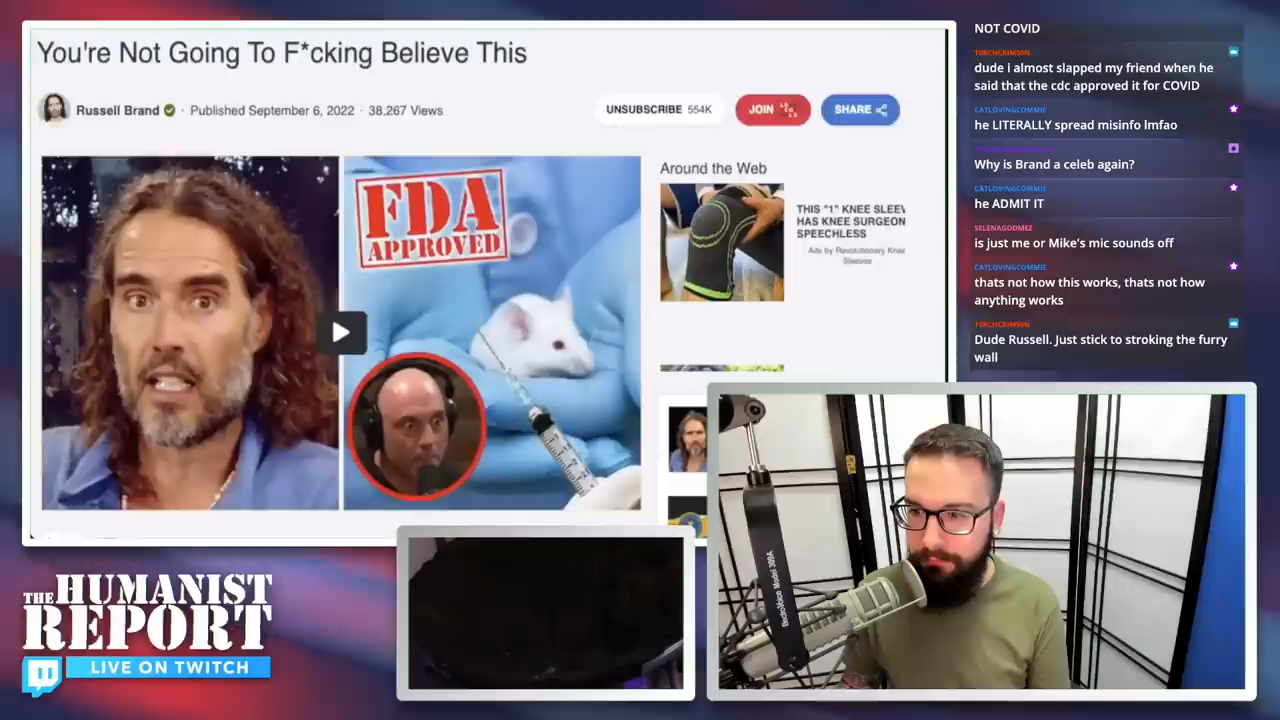 You're Not Going To F*cking Believe This
Russell Brand · Published September 6, 2022 · 38,267 Views
UNSUBSCRIBE 554K
JOIN
SHARE
FDA
APPROVED
Around the Web
THIS "1" KNEE SLEEV
HAS KNEE SURGEON
SPEECHLESS
Ads by Revolutionary Knee
Sleeves
NOT COVID
dude i almost slapped my friend when he
said that the cdc approved it for COVID
CATLOVINGCOMMIE
he LITERALLY spread misinfo lmfao
Why is Brand a celeb again?
CATLOVINGCOMMIE
he ADMIT IT
SELENAGODMEZ
is just me or Mike's mic sounds off
CATLOVINGCOMMIE
thats not how this works, thats not how
anything works
Dude Russell. Just stick to stroking the furry
wall
THE HUMANIST
REPORT
LIVE ON TWITCH